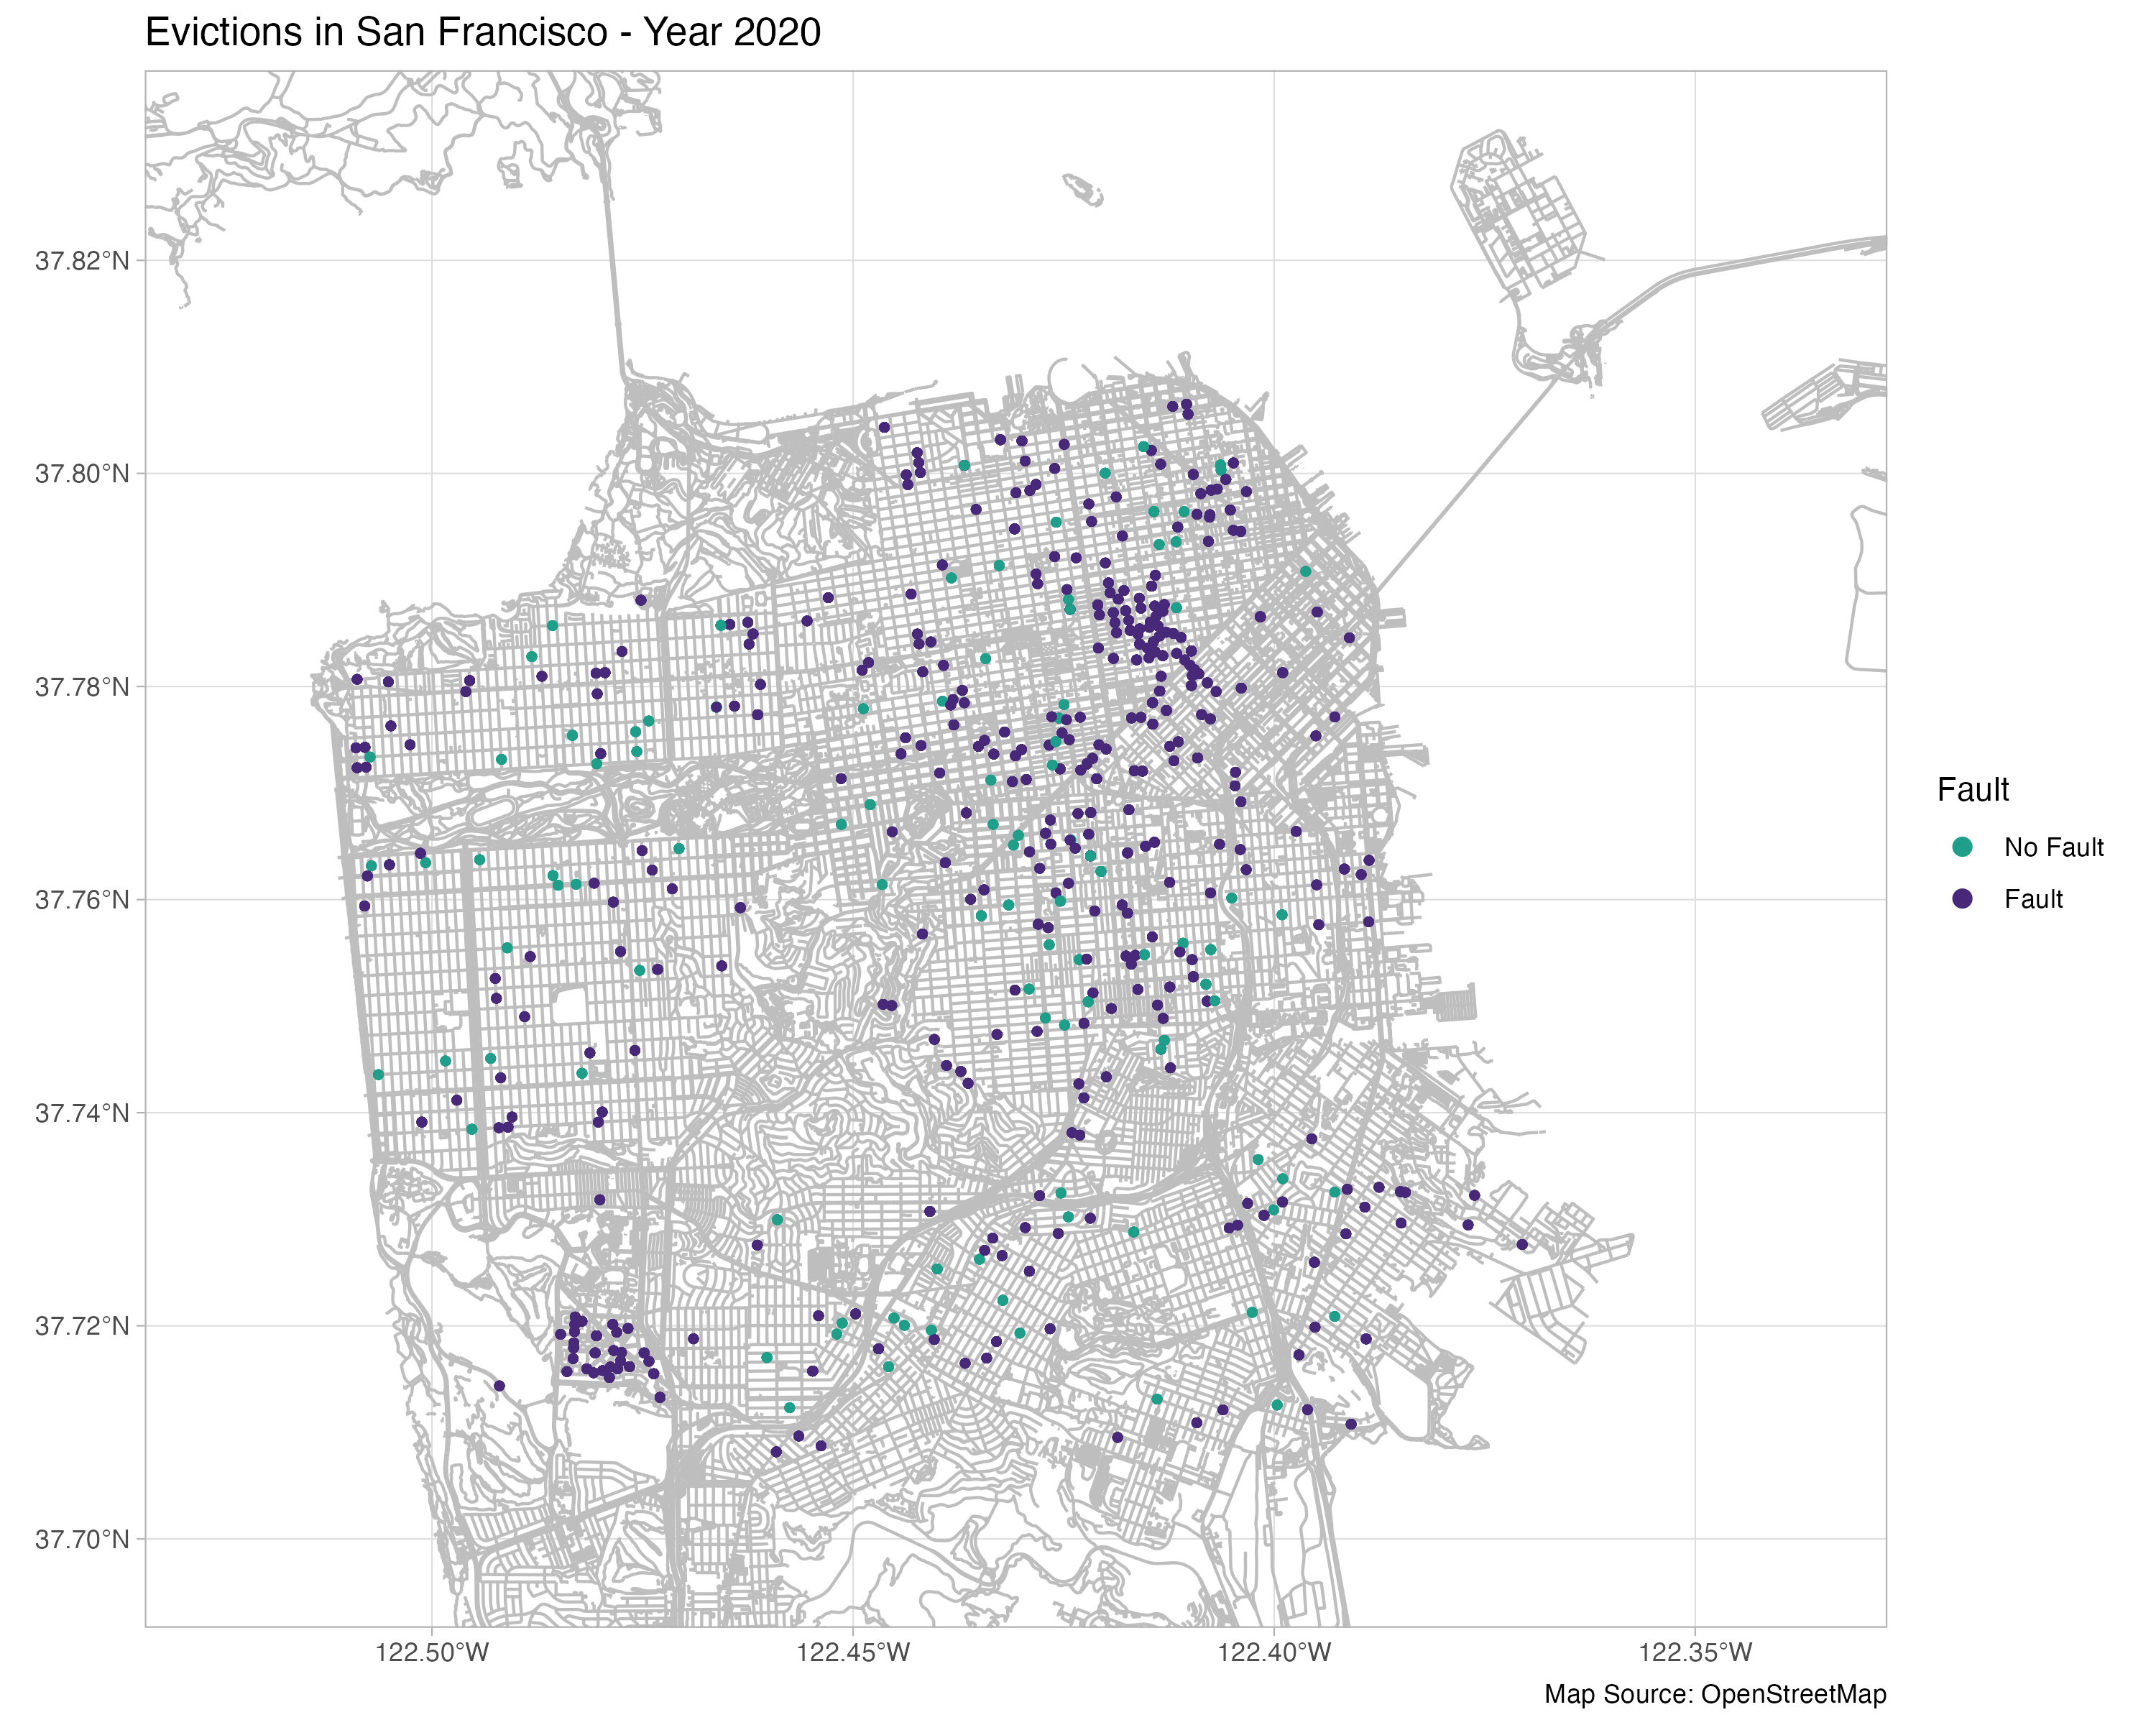 Evictions in San Francisco - Year 2020
37.82°N
37.80°N
37.78°N
37.76°N
37.74°N
37.72°N
37.70°N
122.50°W
122.45°W
122.40°W
122.35°W
Fault
No Fault
Fault
Map Source: OpenStreetMap